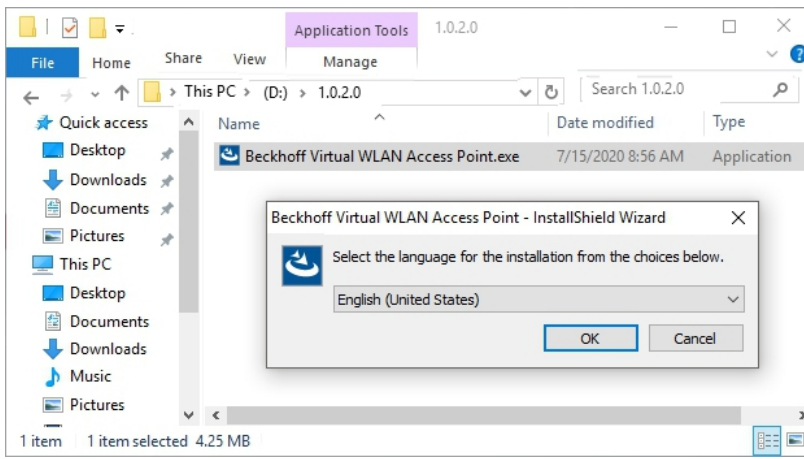 Application Tools 1.0.2.0
File Home Share View Manage
This PC > (D:) > 1.0.2.0 Search 1.0.2.0
Quick access
Desktop
Downloads
Documents
Pictures
This PC
Desktop
Documents
Downloads
Music
Pictures
Name Date modified Type
Beckhoff Virtual WLAN Access Point.exe 7/15/2020 8:56 AM Application
Beckhoff Virtual WLAN Access Point - InstallShield Wizard
Select the language for the installation from the choices below.
English (United States)
OK Cancel
1 item 1 item selected 4.25 MB